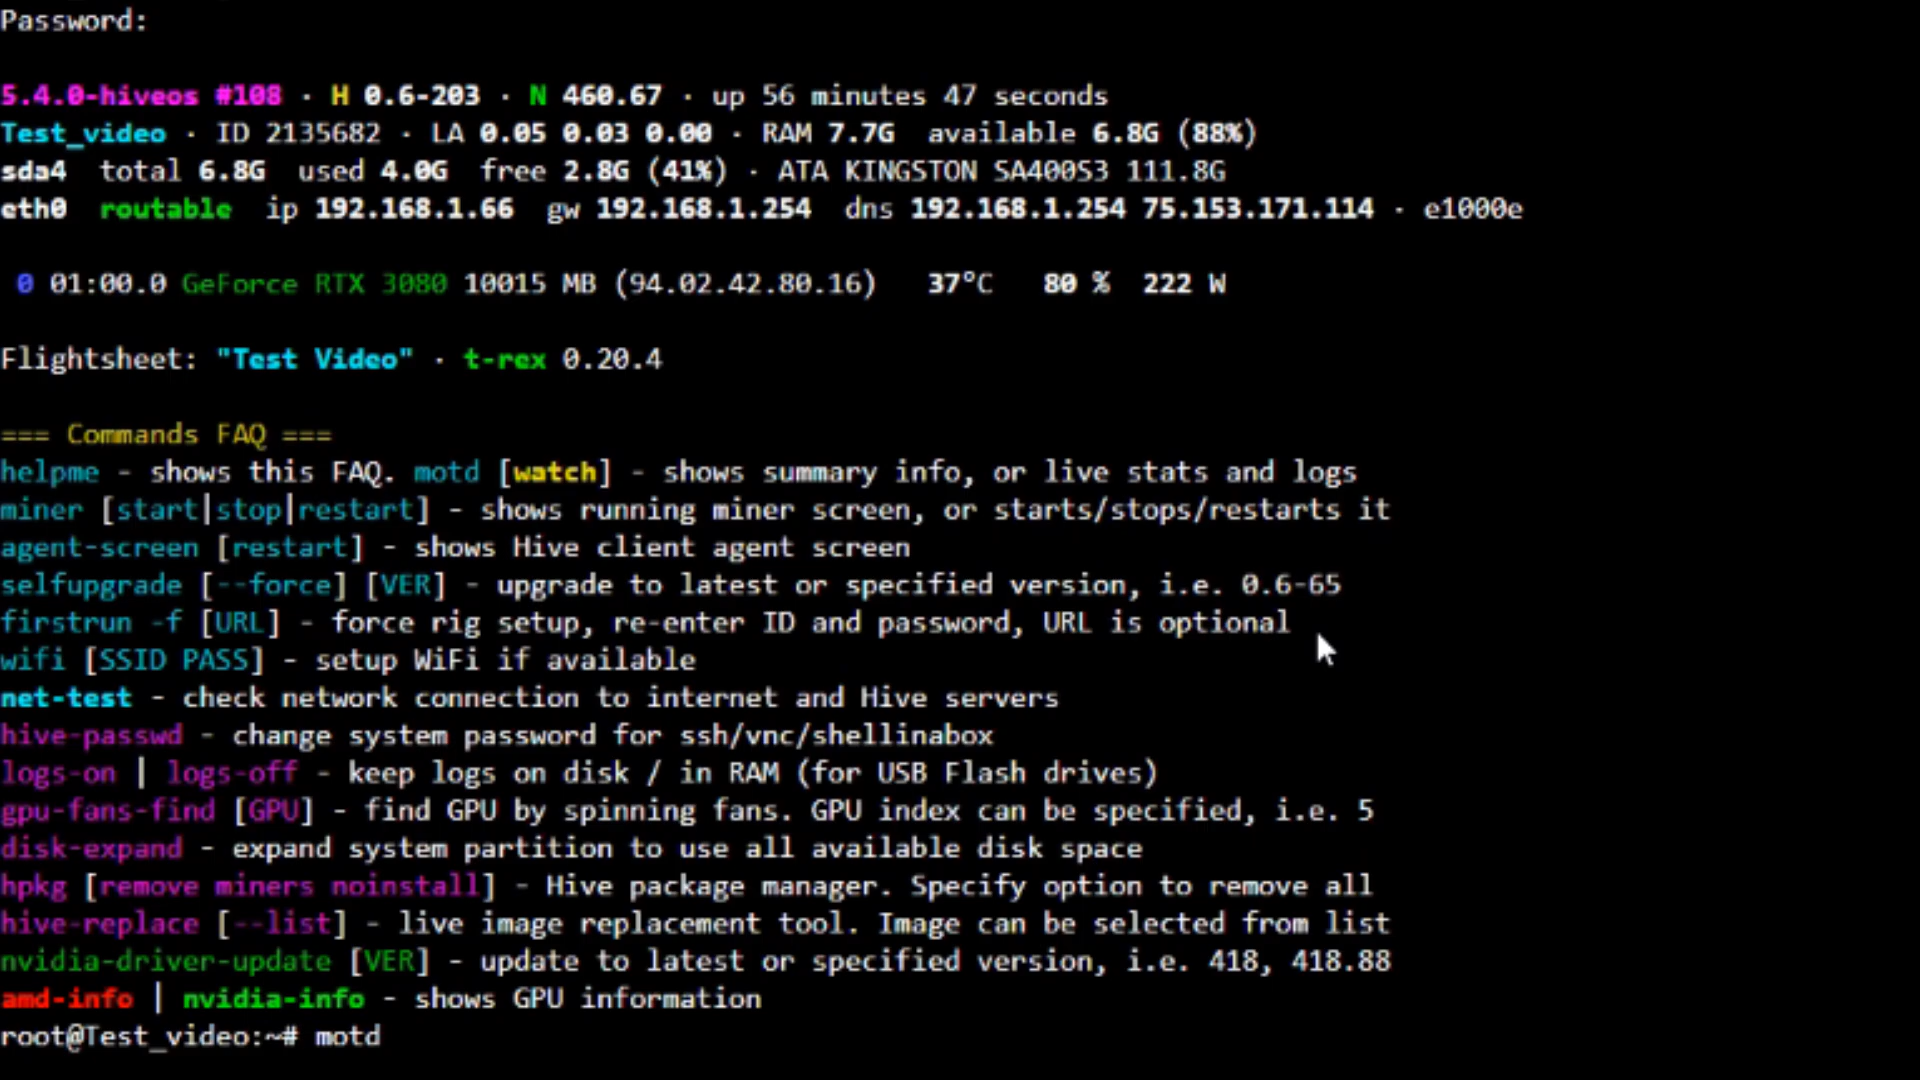 Password:
5.4.0-hiveos #108 · H 0.6-203 · N 460.67 · up 56 minutes 47 seconds
Test_video · ID 2135682 · LA 0.05 0.03 0.00 · RAM 7.7G available 6.8G (88%)
sda4 total 6.8G used 4.0G free 2.8G (41%) · ATA KINGSTON SA400S3 111.8G
eth0 routable ip 192.168.1.66 gw 192.168.1.254 dns 192.168.1.254 75.153.171.114 · e1000e
0 01:00.0 GeForce RTX 3080 10015 MB (94.02.42.80.16) 37°C 80 % 222 W
Flightsheet: "Test Video" · t-rex 0.20.4
=== Commands FAQ ===
helpme - shows this FAQ. motd [watch] - shows summary info, or live stats and logs
miner [start|stop|restart] - shows running miner screen, or starts/stops/restarts it
agent-screen [restart] - shows Hive client agent screen
selfupgrade [--force] [VER] - upgrade to latest or specified version, i.e. 0.6-65
firstrun -f [URL] - force rig setup, re-enter ID and password, URL is optional
wifi [SSID PASS] - setup WiFi if available
net-test - check network connection to internet and Hive servers
hive-passwd - change system password for ssh/vnc/shellinabox
logs-on | logs-off - keep logs on disk / in RAM (for USB Flash drives)
gpu-fans-find [GPU] - find GPU by spinning fans. GPU index can be specified, i.e. 5
disk-expand - expand system partition to use all available disk space
hpkg [remove miners noinstall] - Hive package manager. Specify option to remove all
hive-replace [--list] - live image replacement tool. Image can be selected from list
nvidia-driver-update [VER] - update to latest or specified version, i.e. 418, 418.88
amd-info | nvidia-info - shows GPU information
root@Test_video:~# motd